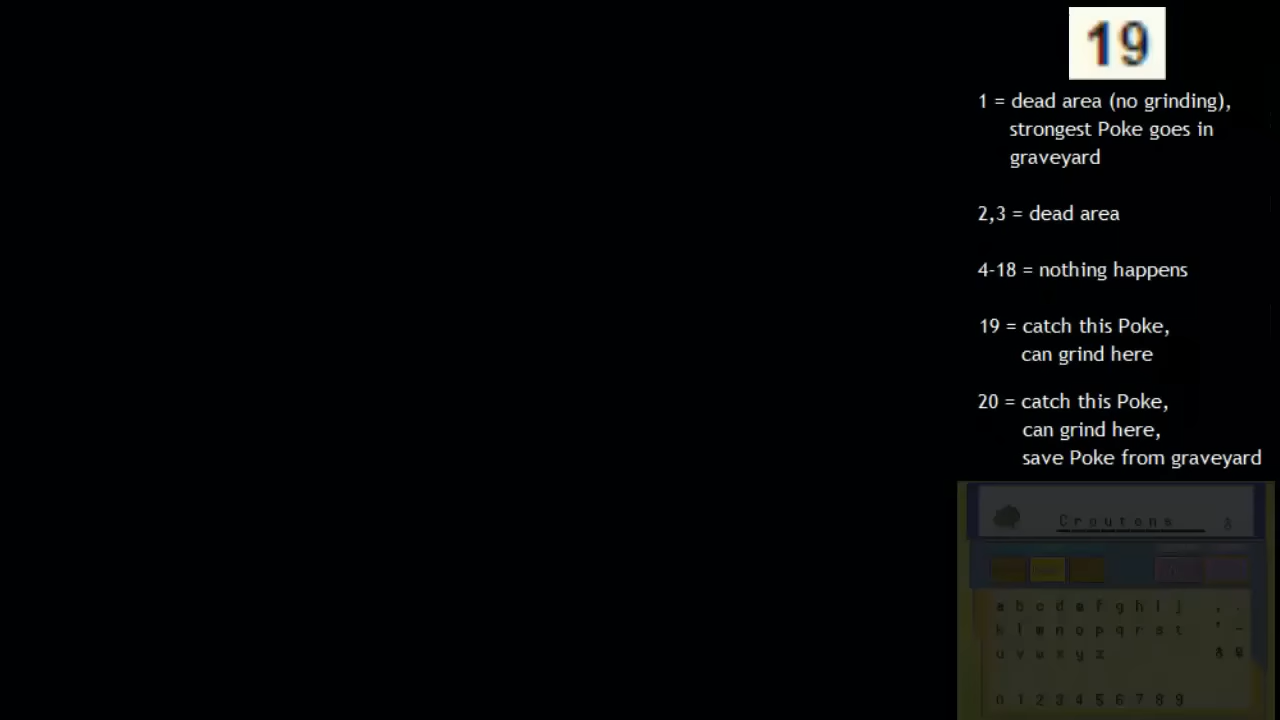 19
1 = dead area (no grinding),
strongest Poke goes in
graveyard
2,3 = dead area
4-18 = nothing happens
19 = catch this Poke,
can grind here
20 = catch this Poke,
can grind here,
save Poke from graveyard
Croutons
a b c d e f g h i j , .
k l m n o p q r s t ' -
u v w x y z
0 1 2 3 4 5 6 7 8 9